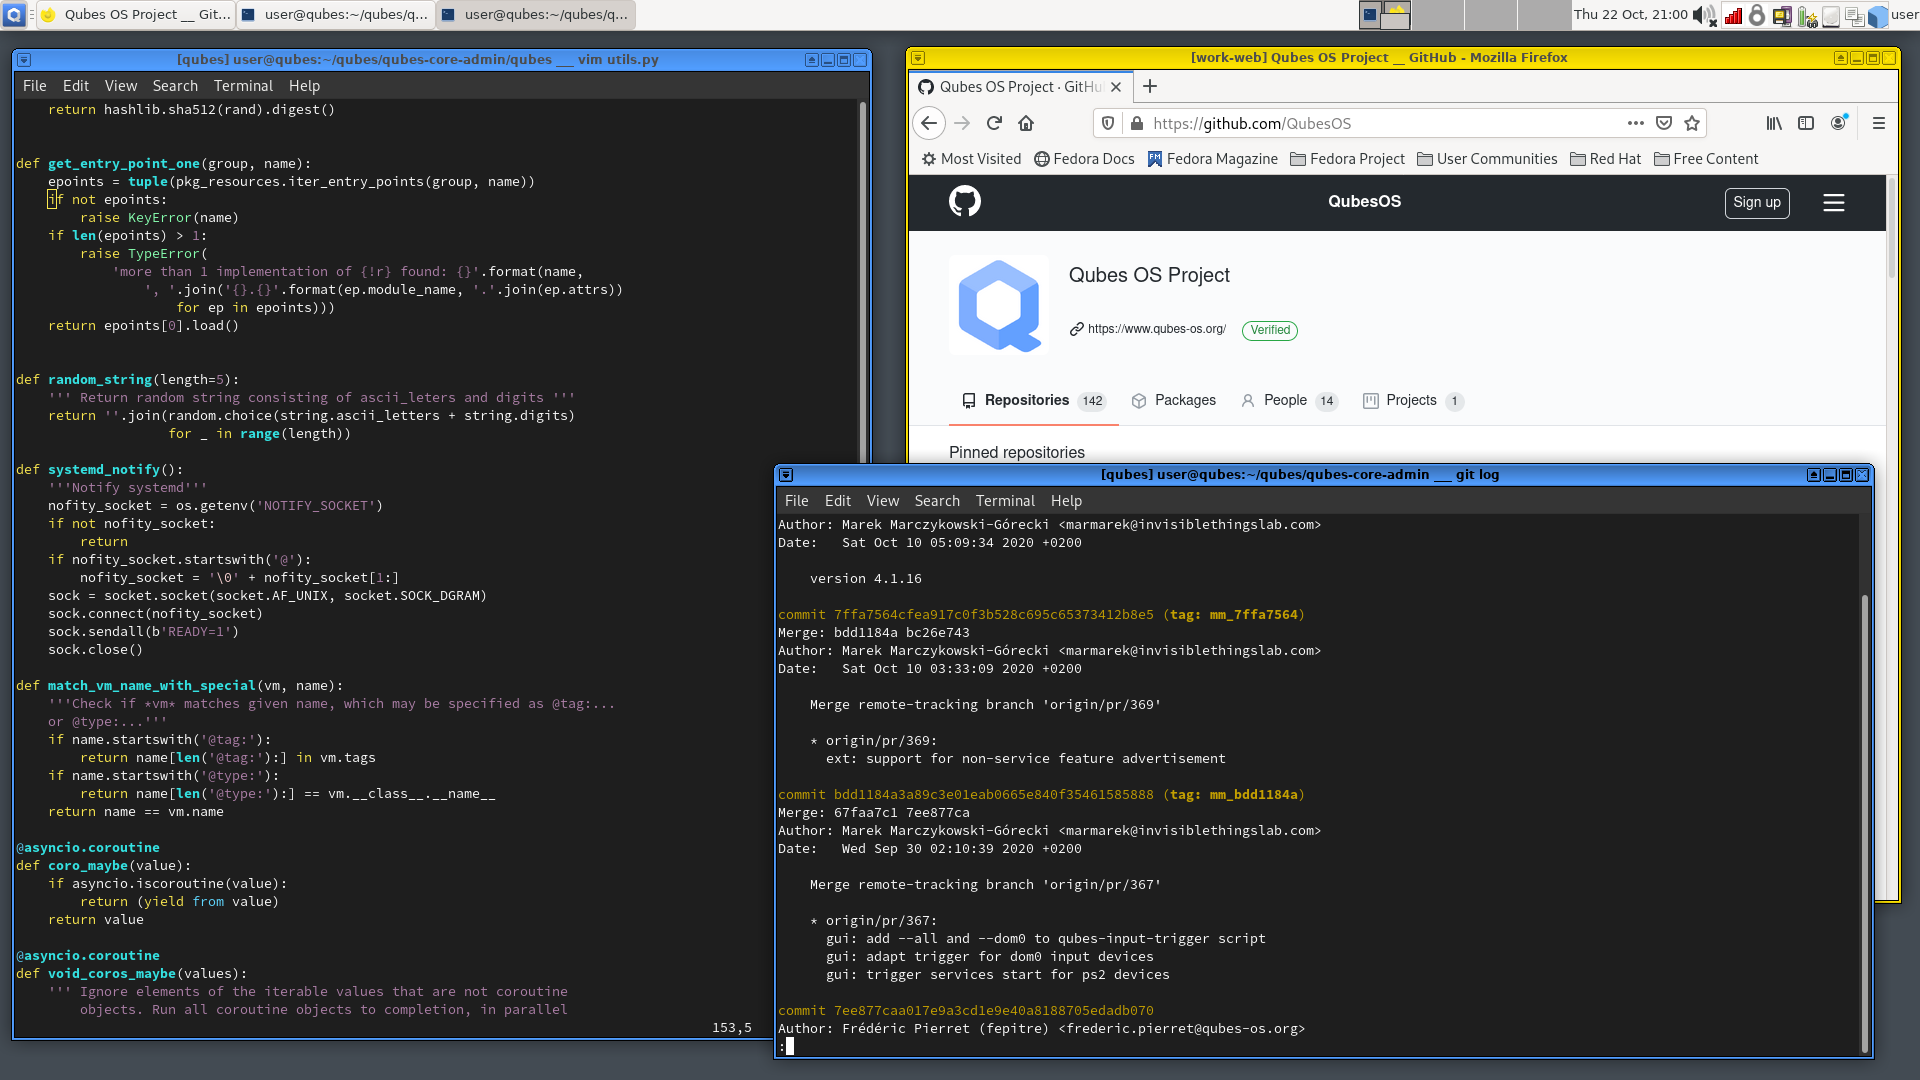 Qubes OS Project __ Git...
user@qubes:~/qubes/q...
user@qubes:~/qubes/q...
Thu 22 Oct, 21:00
user
[qubes] user@qubes:~/qubes/qubes-core-admin/qubes __ vim utils.py
File Edit View Search Terminal Help
    return hashlib.sha512(rand).digest()
def get_entry_point_one(group, name):
    epoints = tuple(pkg_resources.iter_entry_points(group, name))
    if not epoints:
        raise KeyError(name)
    if len(epoints) > 1:
        raise TypeError(
            'more than 1 implementation of {!r} found: {}'.format(name,
                ', '.join('{}.{}'.format(ep.module_name, '.'.join(ep.attrs))
                    for ep in epoints)))
    return epoints[0].load()
def random_string(length=5):
    ''' Return random string consisting of ascii_leters and digits '''
    return ''.join(random.choice(string.ascii_letters + string.digits)
                   for _ in range(length))
def systemd_notify():
    '''Notify systemd'''
    nofity_socket = os.getenv('NOTIFY_SOCKET')
    if not nofity_socket:
        return
    if nofity_socket.startswith('@'):
        nofity_socket = '\0' + nofity_socket[1:]
    sock = socket.socket(socket.AF_UNIX, socket.SOCK_DGRAM)
    sock.connect(nofity_socket)
    sock.sendall(b'READY=1')
    sock.close()
def match_vm_name_with_special(vm, name):
    '''Check if *vm* matches given name, which may be specified as @tag:...
    or @type:...'''
    if name.startswith('@tag:'):
        return name[len('@tag:'):] in vm.tags
    if name.startswith('@type:'):
        return name[len('@type:'):] == vm.__class__.__name__
    return name == vm.name
@asyncio.coroutine
def coro_maybe(value):
    if asyncio.iscoroutine(value):
        return (yield from value)
    return value
@asyncio.coroutine
def void_coros_maybe(values):
    ''' Ignore elements of the iterable values that are not coroutine
        objects. Run all coroutine objects to completion, in parallel
153,5
[work-web] Qubes OS Project __ GitHub - Mozilla Firefox
Qubes OS Project · GitHu
https://github.com/QubesOS
Most Visited Fedora Docs Fedora Magazine Fedora Project User Communities Red Hat Free Content
QubesOS
Sign up
Qubes OS Project
https://www.qubes-os.org/ Verified
Repositories 142 Packages People 14 Projects 1
Pinned repositories
[qubes] user@qubes:~/qubes/qubes-core-admin __ git log
File Edit View Search Terminal Help
Author: Marek Marczykowski-Górecki <marmarek@invisiblethingslab.com>
Date:   Sat Oct 10 05:09:34 2020 +0200
    version 4.1.16
commit 7ffa7564cfea917c0f3b528c695c65373412b8e5 (tag: mm_7ffa7564)
Merge: bdd1184a bc26e743
Author: Marek Marczykowski-Górecki <marmarek@invisiblethingslab.com>
Date:   Sat Oct 10 03:33:09 2020 +0200
    Merge remote-tracking branch 'origin/pr/369'
    * origin/pr/369:
      ext: support for non-service feature advertisement
commit bdd1184a3a89c3e01eab0665e840f35461585888 (tag: mm_bdd1184a)
Merge: 67faa7c1 7ee877ca
Author: Marek Marczykowski-Górecki <marmarek@invisiblethingslab.com>
Date:   Wed Sep 30 02:10:39 2020 +0200
    Merge remote-tracking branch 'origin/pr/367'
    * origin/pr/367:
      gui: add --all and --dom0 to qubes-input-trigger script
      gui: adapt trigger for dom0 input devices
      gui: trigger services start for ps2 devices
commit 7ee877caa017e9a3cd1e9e40a8188705edadb070
Author: Frédéric Pierret (fepitre) <frederic.pierret@qubes-os.org>
: